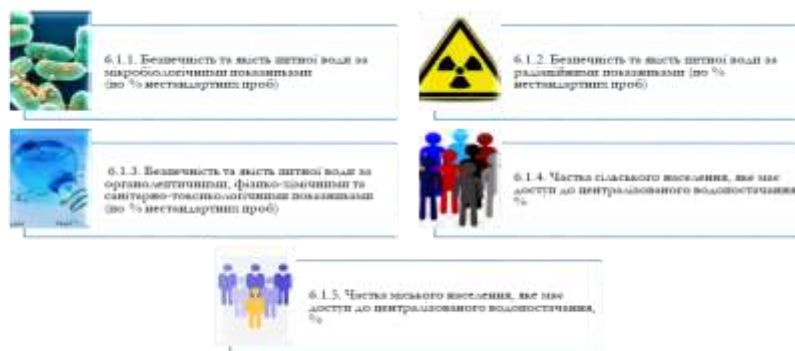 6.1.1. Безпечність та якість питної води за
мікробіологічними показниками
(по % нестандартних проб)
6.1.2. Безпечність та якість питної води за
радіаційними показниками (по %
нестандартних проб)
6.1.3. Безпечність та якість питної води за
органолептичними, фізико-хімічними та
санітарно-токсикологічними показниками
(по % нестандартних проб)
6.1.4. Частка сільського населення, яке має
доступ до централізованого водопостачання,
%
6.1.5. Частка міського населення, яке має
доступ до централізованого водопостачання,
%